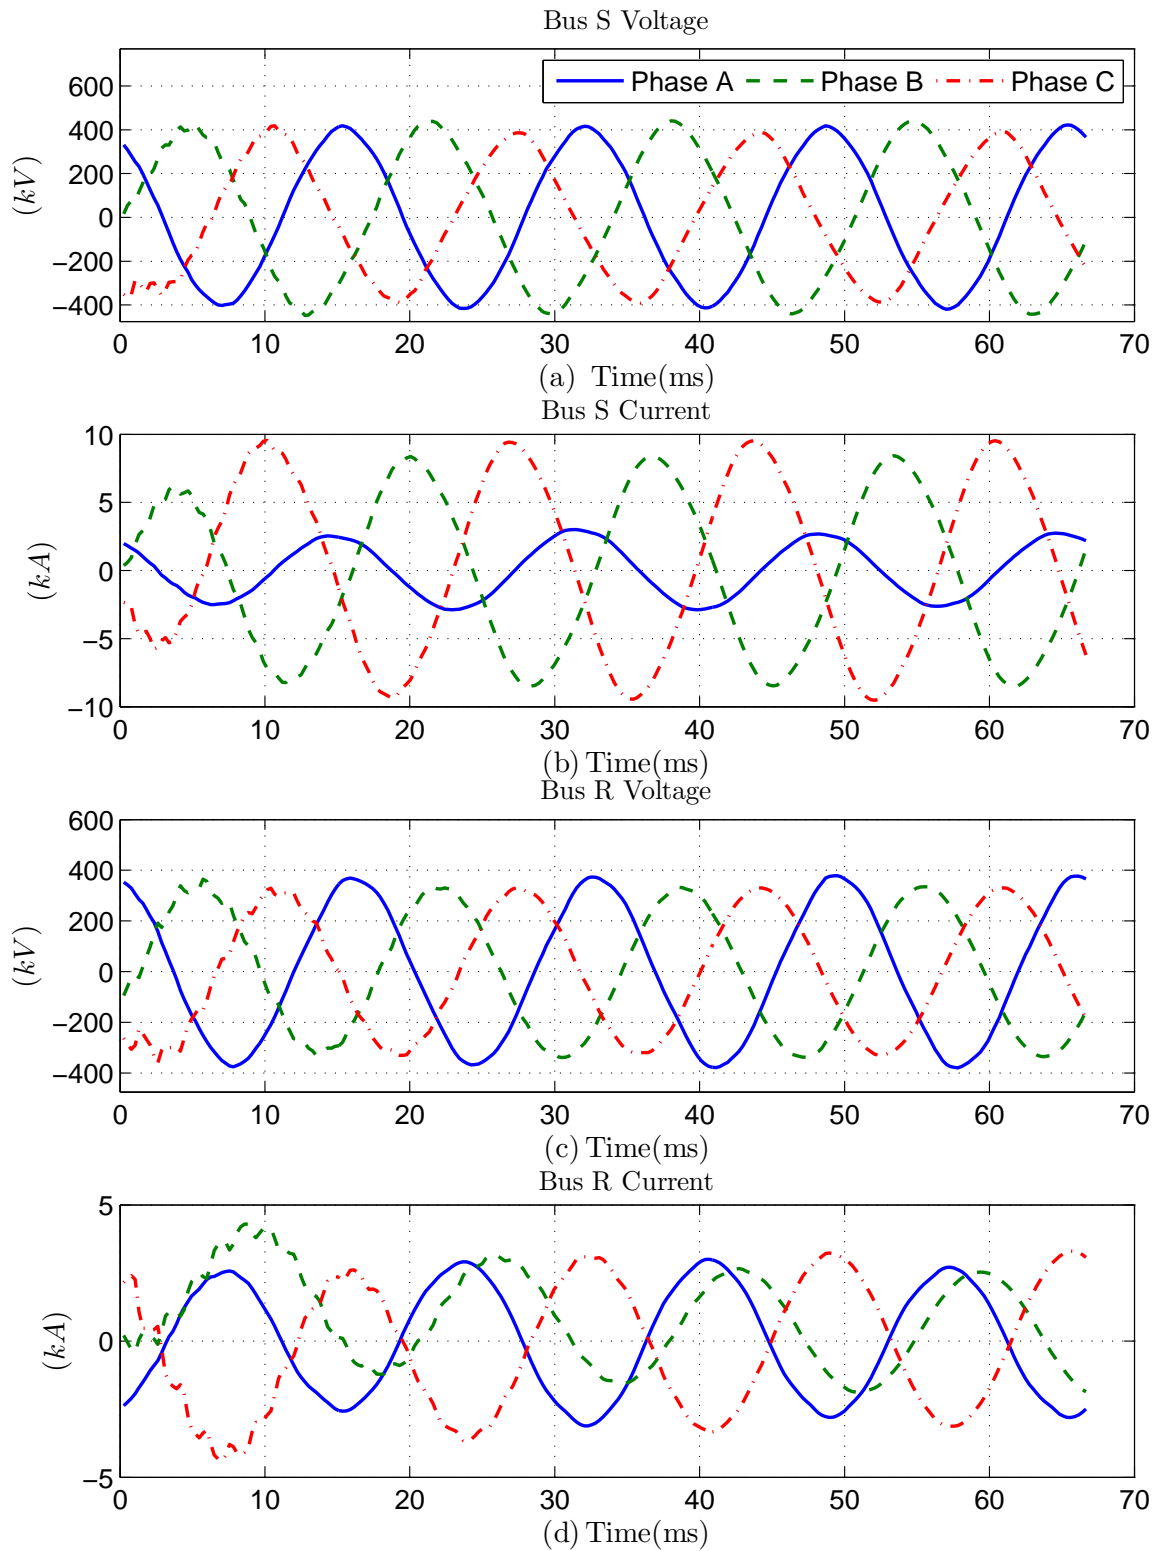 Bus S Voltage
Phase A Phase B Phase C
600
400
200
0
−200
−400
(kV)
0 10 20 30 40 50 60 70
(a) Time(ms)
Bus S Current
10
5
0
−5
−10
(kA)
0 10 20 30 40 50 60 70
(b) Time(ms)
Bus R Voltage
600
400
200
0
−200
−400
(kV)
0 10 20 30 40 50 60 70
(c) Time(ms)
Bus R Current
5
0
−5
(kA)
0 10 20 30 40 50 60 70
(d) Time(ms)